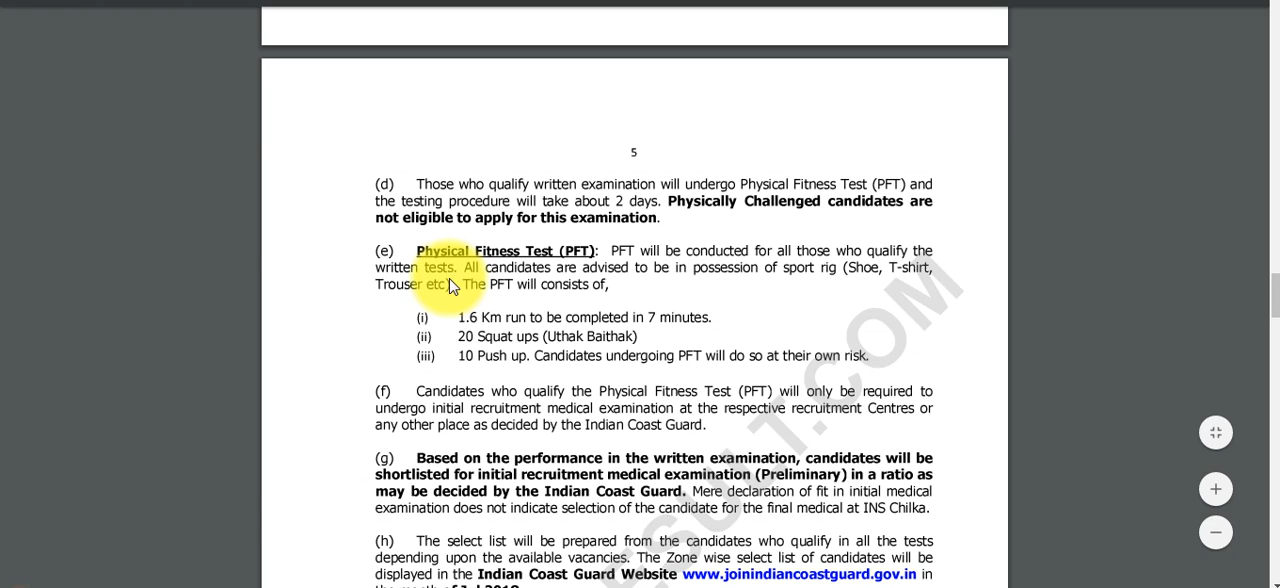 5
(d) Those who qualify written examination will undergo Physical Fitness Test (PFT) and
the testing procedure will take about 2 days. Physically Challenged candidates are
not eligible to apply for this examination.
(e) Physical Fitness Test (PFT): PFT will be conducted for all those who qualify the
written tests. All candidates are advised to be in possession of sport rig (Shoe, T-shirt,
Trouser etc). The PFT will consists of,
(i) 1.6 Km run to be completed in 7 minutes.
(ii) 20 Squat ups (Uthak Baithak)
(iii) 10 Push up. Candidates undergoing PFT will do so at their own risk.
(f) Candidates who qualify the Physical Fitness Test (PFT) will only be required to
undergo initial recruitment medical examination at the respective recruitment Centres or
any other place as decided by the Indian Coast Guard.
(g) Based on the performance in the written examination, candidates will be
shortlisted for initial recruitment medical examination (Preliminary) in a ratio as
may be decided by the Indian Coast Guard. Mere declaration of fit in initial medical
examination does not indicate selection of the candidate for the final medical at INS Chilka.
(h) The select list will be prepared from the candidates who qualify in all the tests
depending upon the available vacancies. The Zone wise select list of candidates will be
displayed in the Indian Coast Guard Website www.joinindiancoastguard.gov.in in
the month of Jul 2018
ESULT.COM